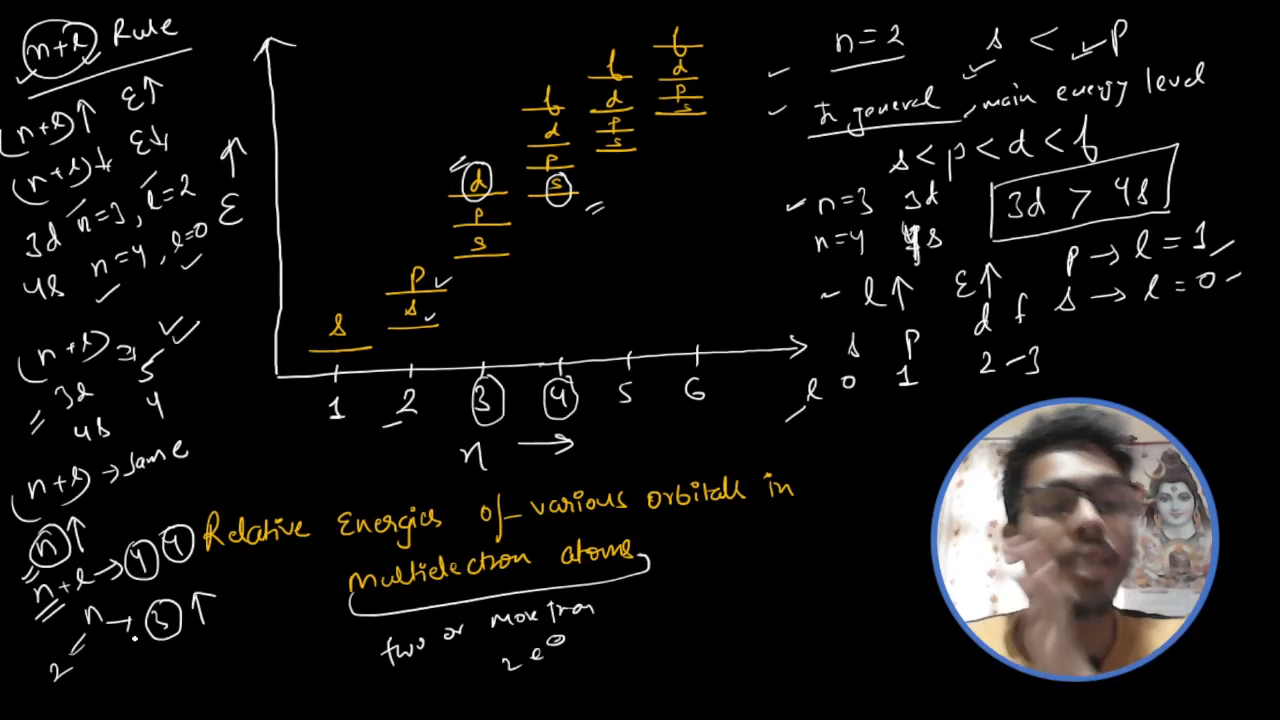 n+l Rule
(n+l)↑ ε↑
(n+l)↓ ε↓
3d n=3, l=2
4s n=4, l=0
(n+l) =
3d 5
4s 4
(n+l) → same
n↑
n+l → 4 4
n → 3 ↑
2
ε ↑
s
p
s
d
p
s
f
d
p
s
f
d
p
s
f
d
p
s
1 2 3 4 5 6
n →
Relative Energies of various orbitals in
multielectron atoms
two or more than
2 e⊖
n=2 s < p
In general, main energy level
s<p<d<f
n=3 3d
n=4 4s
3d > 4s
l↑ ε↑
p → l = 1
s → l = 0
s p d f
l 0 1 2 – 3